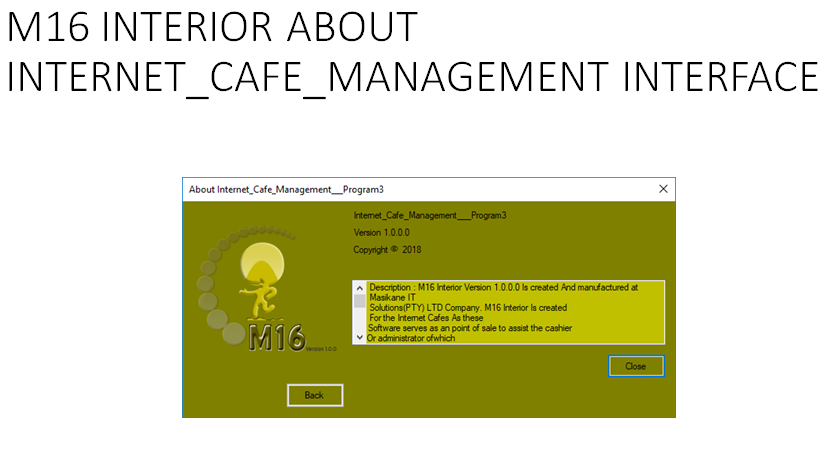 M16 INTERIOR ABOUT
INTERNET_CAFE_MANAGEMENT INTERFACE
About Internet_Cafe_Management__Program3
Internet_Cafe_Management___Program3
Version 1.0.0.0
Copyright © 2018
Description : M16 Interior Version 1.0.0.0 Is created And manufactured at
Masikane IT
Solutions(PTY) LTD Company. M16 Interior Is created
For the Internet Cafes As these
Software serves as an point of sale to assist the cashier
Or administrator ofwhich
M16
Version 1.0.0
Close
Back